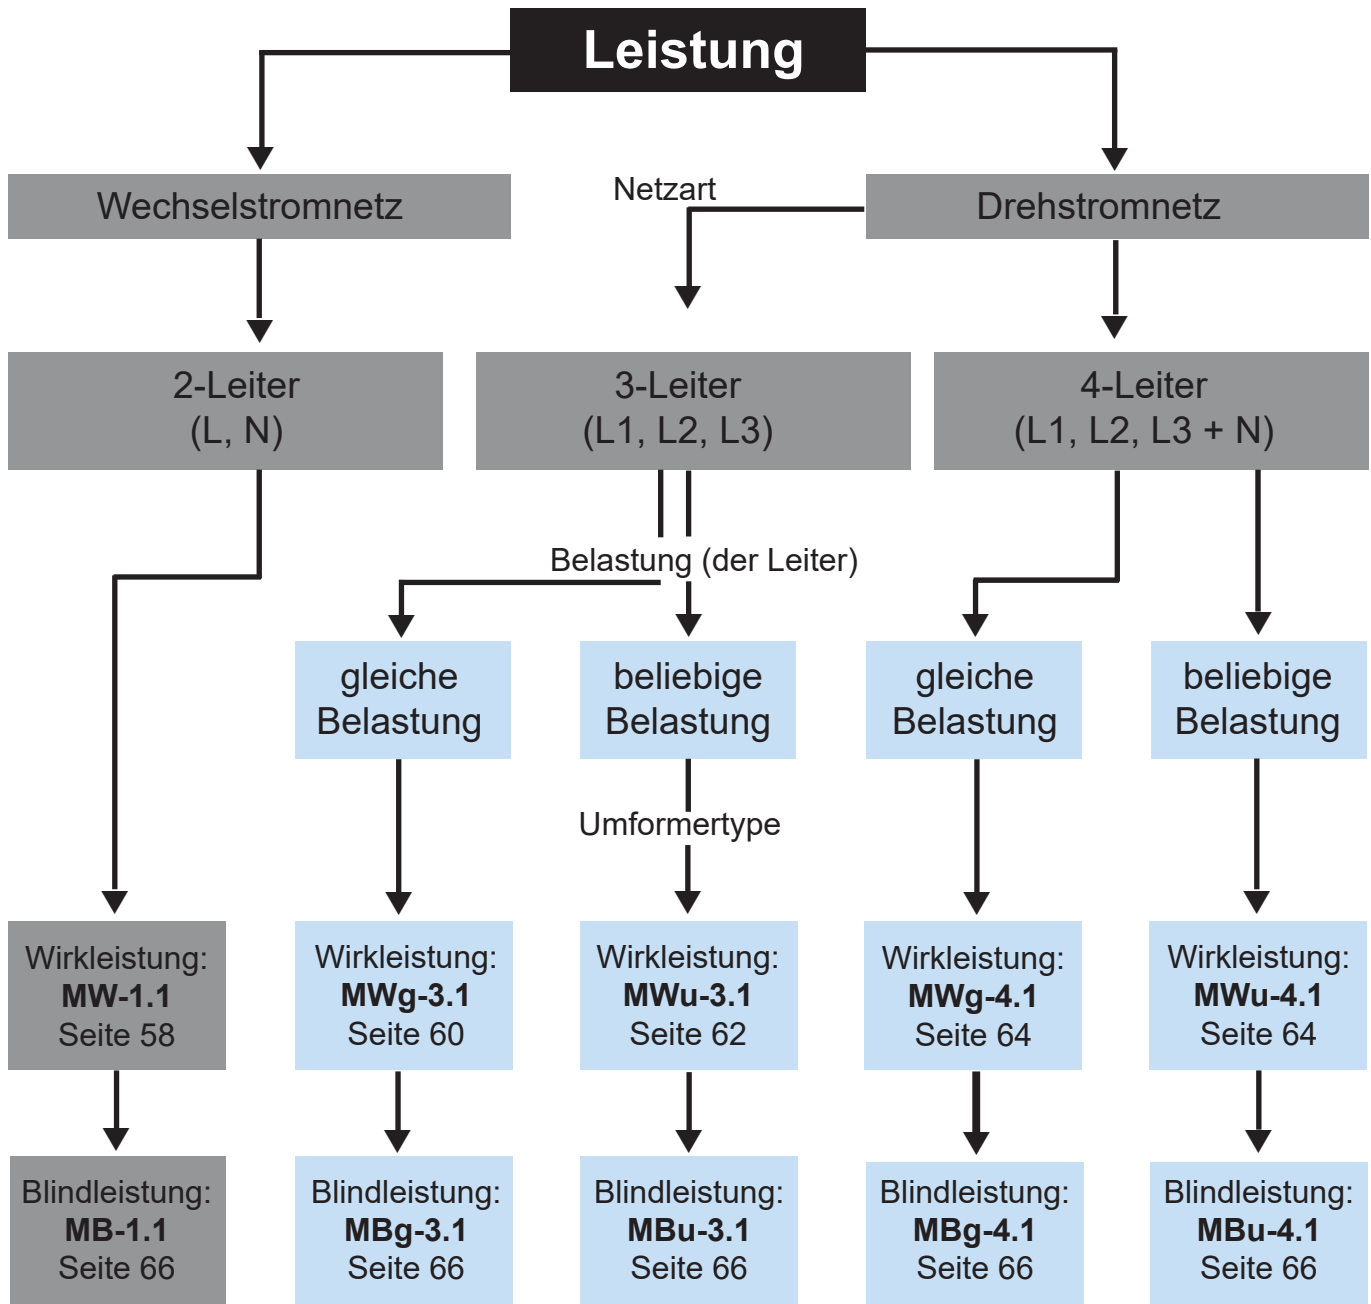 Leistung
Wechselstromnetz
Netzart
Drehstromnetz
2-Leiter
(L, N)
3-Leiter
(L1, L2, L3)
4-Leiter
(L1, L2, L3 + N)
Belastung (der Leiter)
gleiche
Belastung
beliebige
Belastung
gleiche
Belastung
beliebige
Belastung
Umformertype
Wirkleistung:
MW-1.1
Seite 58
Wirkleistung:
MWg-3.1
Seite 60
Wirkleistung:
MWu-3.1
Seite 62
Wirkleistung:
MWg-4.1
Seite 64
Wirkleistung:
MWu-4.1
Seite 64
Blindleistung:
MB-1.1
Seite 66
Blindleistung:
MBg-3.1
Seite 66
Blindleistung:
MBu-3.1
Seite 66
Blindleistung:
MBg-4.1
Seite 66
Blindleistung:
MBu-4.1
Seite 66